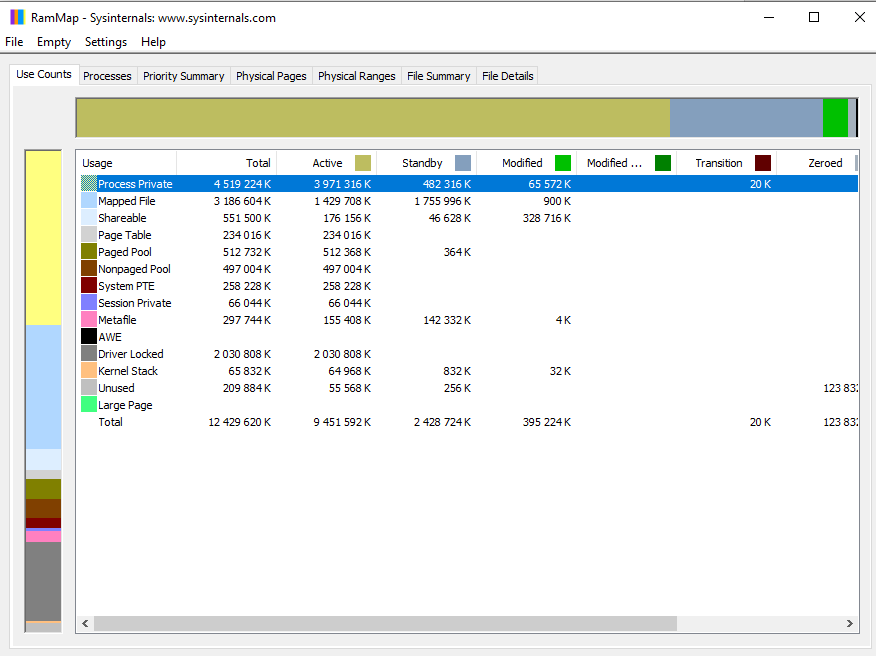 RamMap - Sysinternals: www.sysinternals.com
File Empty Settings Help
Use Counts Processes Priority Summary Physical Pages Physical Ranges File Summary File Details
Usage Total Active Standby Modified Modified ... Transition Zeroed
Process Private 4 519 224 K 3 971 316 K 482 316 K 65 572 K 20 K
Mapped File 3 186 604 K 1 429 708 K 1 755 996 K 900 K
Shareable 551 500 K 176 156 K 46 628 K 328 716 K
Page Table 234 016 K 234 016 K
Paged Pool 512 732 K 512 368 K 364 K
Nonpaged Pool 497 004 K 497 004 K
System PTE 258 228 K 258 228 K
Session Private 66 044 K 66 044 K
Metafile 297 744 K 155 408 K 142 332 K 4 K
AWE
Driver Locked 2 030 808 K 2 030 808 K
Kernel Stack 65 832 K 64 968 K 832 K 32 K
Unused 209 884 K 55 568 K 256 K 123 832
Large Page
Total 12 429 620 K 9 451 592 K 2 428 724 K 395 224 K 20 K 123 832